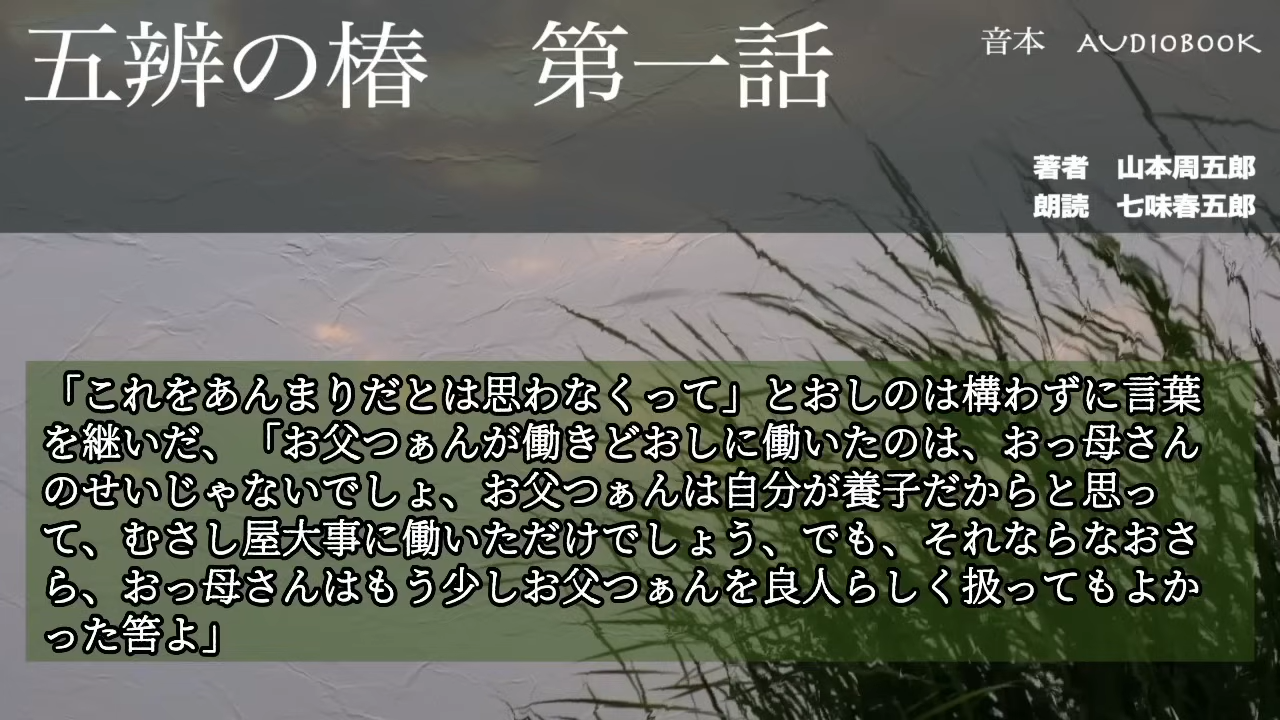 五辨の椿　第一話
音本　AUDIOBOOK
著者　山本周五郎
朗読　七味春五郎
「これをあんまりだとは思わなくって」とおしのは構わずに言葉
を継いだ、「お父つぁんが働きどおしに働いたのは、おっ母さん
のせいじゃないでしょ、お父つぁんは自分が養子だからと思っ
て、むさし屋大事に働いただけでしょう、でも、それならなおさ
ら、おっ母さんはもう少しお父つぁんを良人らしく扱ってもよか
った筈よ」